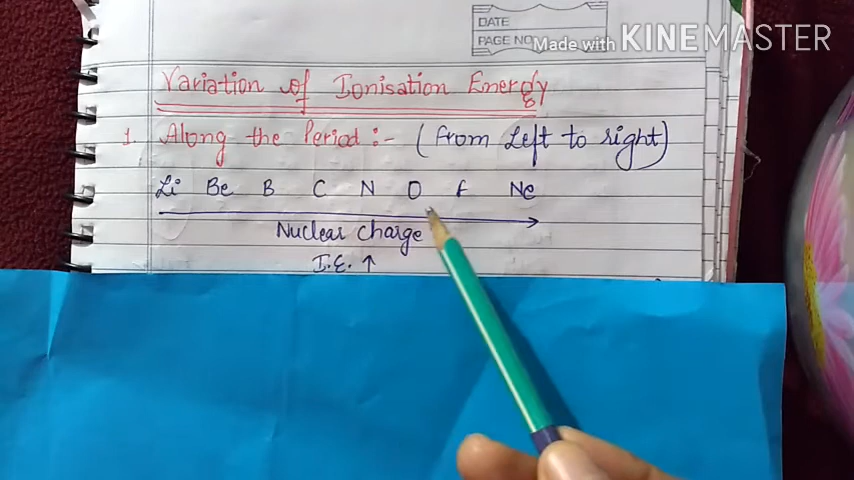 DATE
PAGE NO.
Made with KINEMASTER
Variation of Ionisation Energy
1. Along the Period :- (from Left to right)
Li Be B C N O F Ne
Nuclear Charge
I.E. ↑